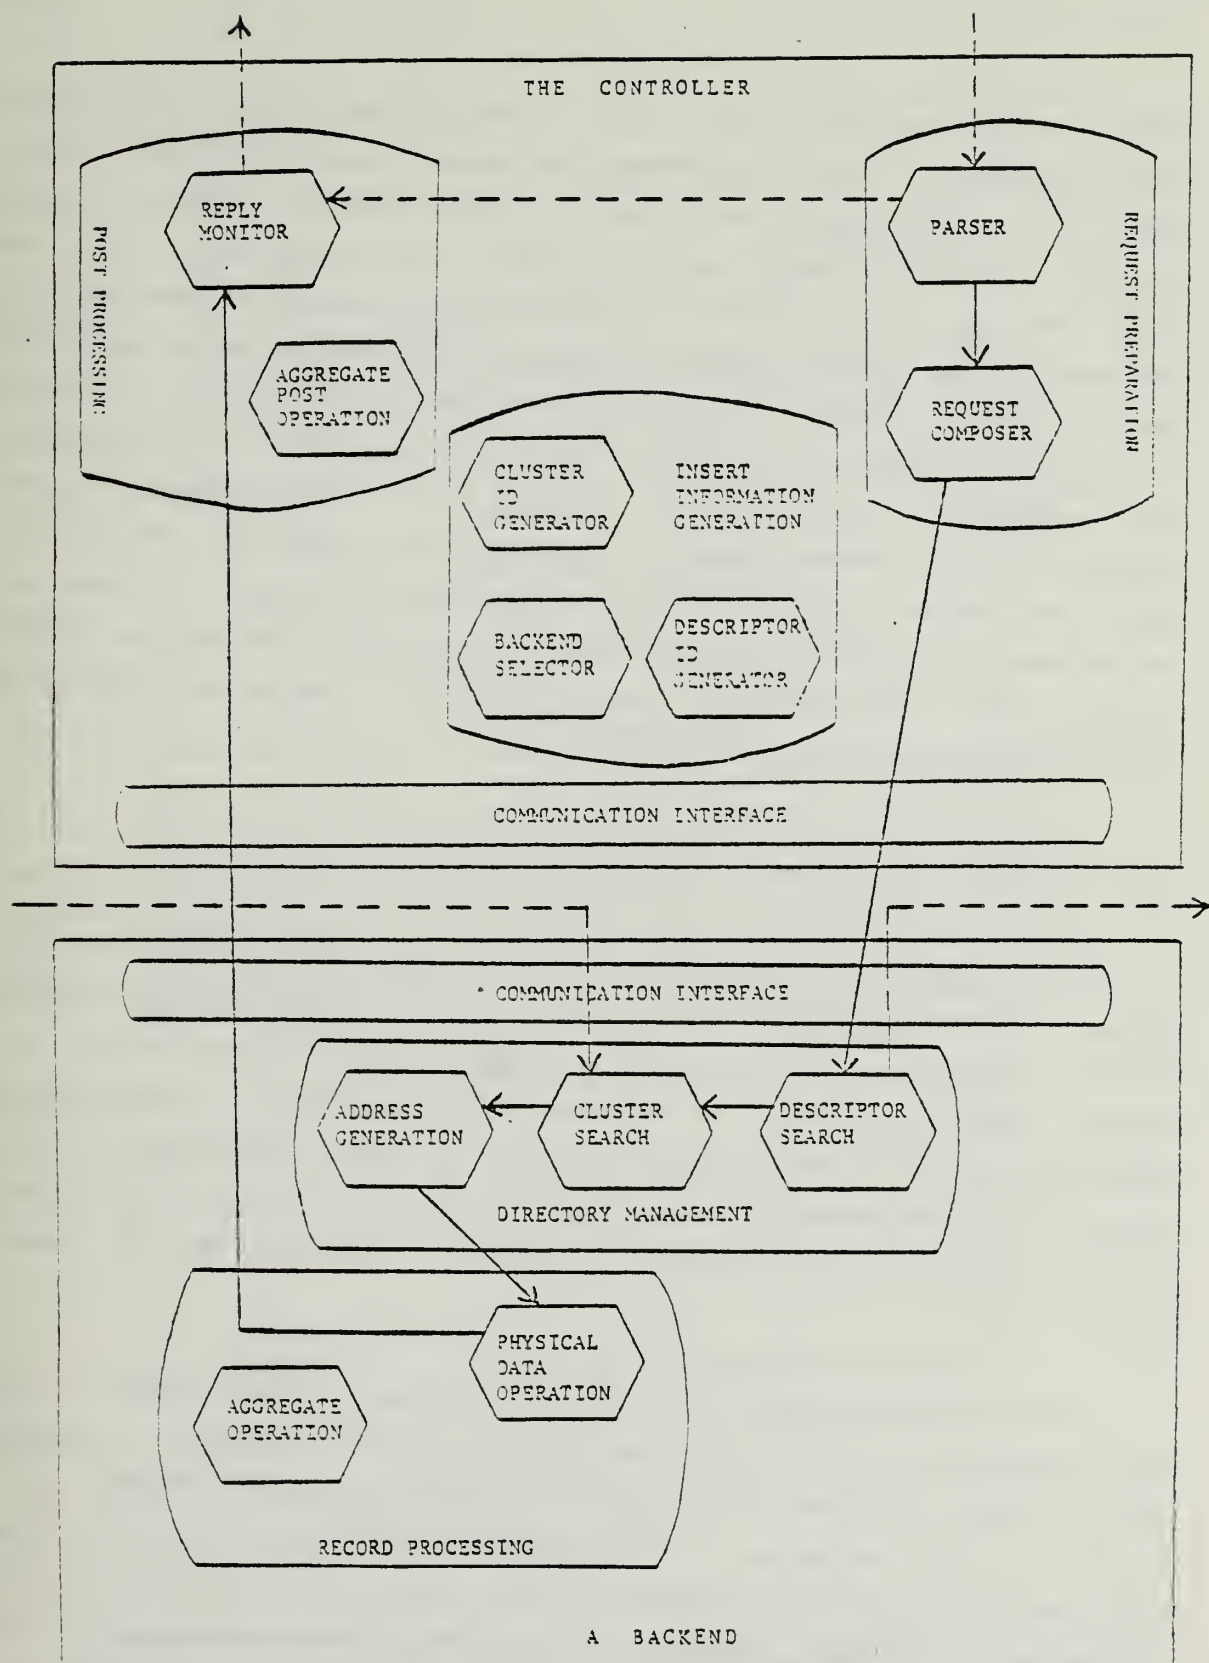 THE CONTROLLER
REPLY
MONITOR
POST PROCESSING
AGGREGATE
POST
OPERATION
PARSER
REQUEST
COMPOSER
REQUEST PREPARATION
CLUSTER
ID
GENERATOR
INSERT
INFORMATION
GENERATION
BACKEND
SELECTOR
DESCRIPTOR
ID
GENERATOR
COMMUNICATION INTERFACE
COMMUNICATION INTERFACE
ADDRESS
GENERATION
CLUSTER
SEARCH
DESCRIPTOR
SEARCH
DIRECTORY MANAGEMENT
PHYSICAL
DATA
OPERATION
AGGREGATE
OPERATION
RECORD PROCESSING
A BACKEND